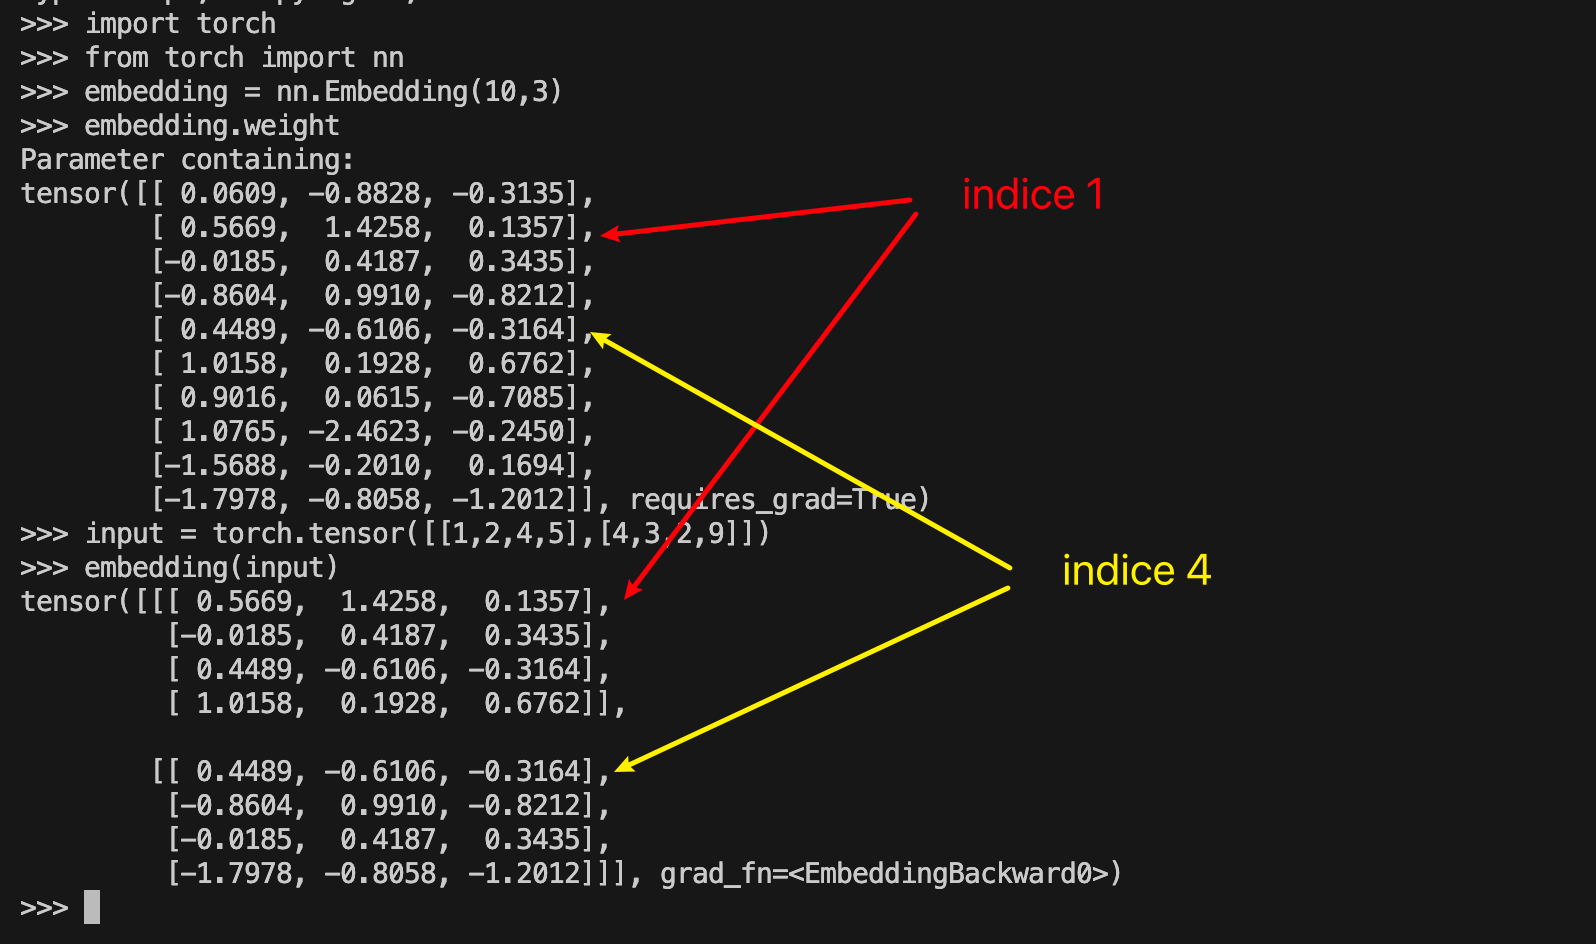 >>> import torch
>>> from torch import nn
>>> embedding = nn.Embedding(10,3)
>>> embedding.weight
Parameter containing:
tensor([[ 0.0609, -0.8828, -0.3135],
        [ 0.5669,  1.4258,  0.1357],
        [-0.0185,  0.4187,  0.3435],
        [-0.8604,  0.9910, -0.8212],
        [ 0.4489, -0.6106, -0.3164],
        [ 1.0158,  0.1928,  0.6762],
        [ 0.9016,  0.0615, -0.7085],
        [ 1.0765, -2.4623, -0.2450],
        [-1.5688, -0.2010,  0.1694],
        [-1.7978, -0.8058, -1.2012]], requires_grad=True)
>>> input = torch.tensor([[1,2,4,5],[4,3,2,9]])
>>> embedding(input)
tensor([[[ 0.5669,  1.4258,  0.1357],
         [-0.0185,  0.4187,  0.3435],
         [ 0.4489, -0.6106, -0.3164],
         [ 1.0158,  0.1928,  0.6762]],
        [[ 0.4489, -0.6106, -0.3164],
         [-0.8604,  0.9910, -0.8212],
         [-0.0185,  0.4187,  0.3435],
         [-1.7978, -0.8058, -1.2012]]], grad_fn=<EmbeddingBackward0>)
>>>
indice 1
indice 4